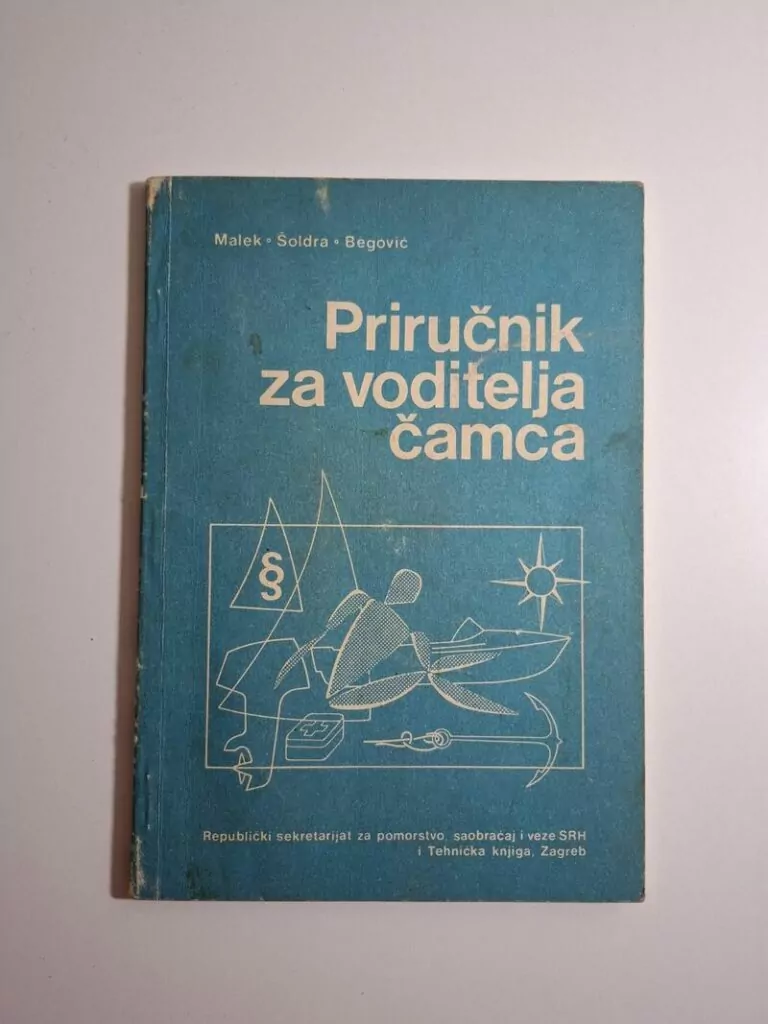 Malek ∘ Šoldra ∘ Begović
Priručnik
za voditelja
čamca
§
Republički sekretarijat za pomorstvo, saobraćaj i veze SRH
i Tehnička knjiga, Zagreb